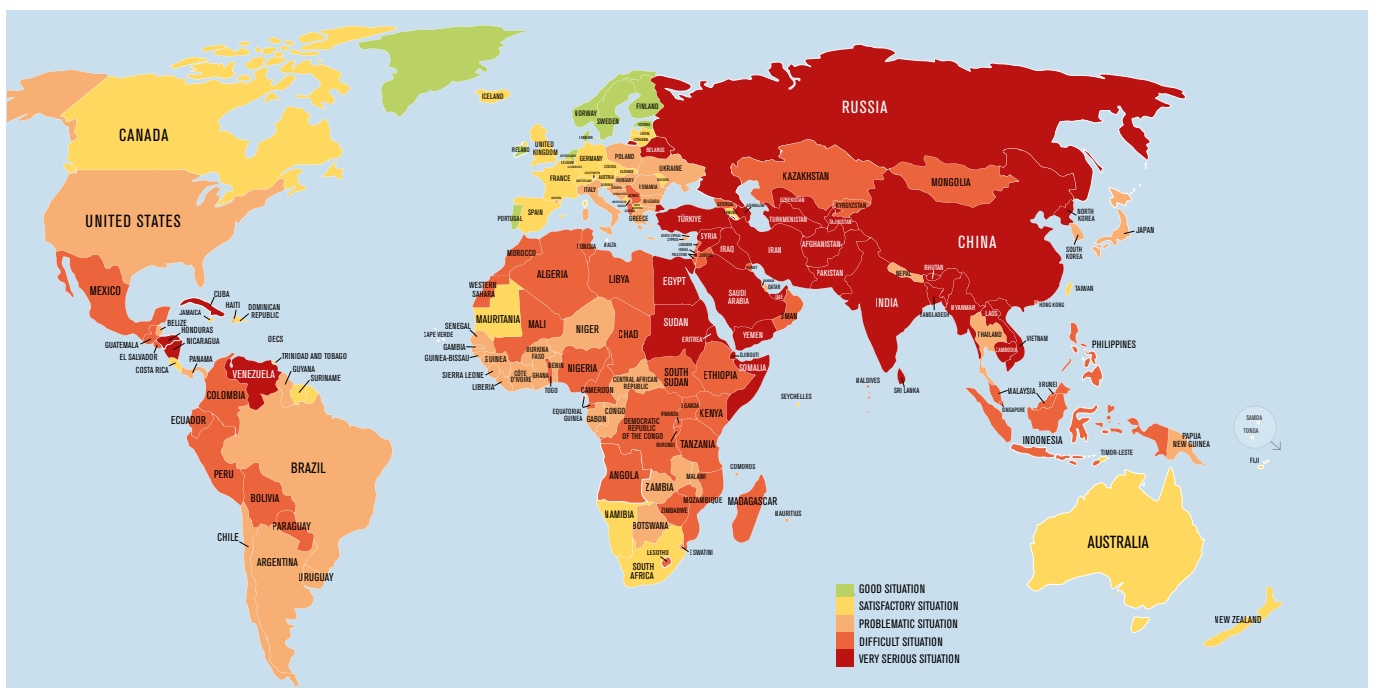 RUSSIA
ICELAND
NORWAY
SWEDEN
FINLAND
CANADA
IRELAND
UNITED
KINGDOM
GERMANY
POLAND
BELARUS
UKRAINE
FRANCE
AUSTRIA
HUNGARY
ITALY
PORTUGAL
SPAIN
GREECE
KAZAKHSTAN
MONGOLIA
UZBEKISTAN
KYRGYZSTAN
TURKMENISTAN
TAJIKISTAN
UNITED STATES
TÜRKIYE
NORTH
KOREA
JAPAN
SOUTH
KOREA
CHINA
MOROCCO
TUNISIA
MALTA
SYRIA
IRAQ
IRAN
AFGHANISTAN
PAKISTAN
NEPAL
BHUTAN
ALGERIA
LIBYA
EGYPT
QATAR
UAE
SAUDI
ARABIA
OMAN
MEXICO
WESTERN
SAHARA
INDIA
BANGLADESH
MYANMAR
LAOS
TAIWAN
HONG KONG
CUBA
HAITI
DOMINICAN
REPUBLIC
JAMAICA
BELIZE
HONDURAS
NICARAGUA
GUATEMALA
EL SALVADOR
COSTA RICA
PANAMA
OECS
TRINIDAD AND TOBAGO
GUYANA
SURINAME
VENEZUELA
COLOMBIA
ECUADOR
MAURITANIA
MALI
NIGER
CHAD
SUDAN
ERITREA
YEMEN
DJIBOUTI
SOMALIA
SENEGAL
CAPE VERDE
GAMBIA
GUINEA-BISSAU
GUINEA
SIERRA LEONE
LIBERIA
BURKINA
FASO
CÔTE
D'IVOIRE
GHANA
TOGO
BENIN
NIGERIA
CAMEROON
CENTRAL AFRICAN
REPUBLIC
SOUTH
SUDAN
ETHIOPIA
EQUATORIAL
GUINEA
GABON
CONGO
DEMOCRATIC
REPUBLIC
OF THE CONGO
UGANDA
RWANDA
BURUNDI
KENYA
TANZANIA
SEYCHELLES
MALDIVES
SRI LANKA
THAILAND
CAMBODIA
VIETNAM
PHILIPPINES
MALAYSIA
BRUNEI
SINGAPORE
INDONESIA
TIMOR-LESTE
PAPUA
NEW GUINEA
SAMOA
TONGA
FIJI
PERU
BRAZIL
BOLIVIA
PARAGUAY
CHILE
ARGENTINA
URUGUAY
ANGOLA
ZAMBIA
MALAWI
COMOROS
MOZAMBIQUE
MADAGASCAR
MAURITIUS
ZIMBABWE
NAMIBIA
BOTSWANA
LESOTHO
ESWATINI
SOUTH
AFRICA
AUSTRALIA
NEW ZEALAND
GOOD SITUATION
SATISFACTORY SITUATION
PROBLEMATIC SITUATION
DIFFICULT SITUATION
VERY SERIOUS SITUATION